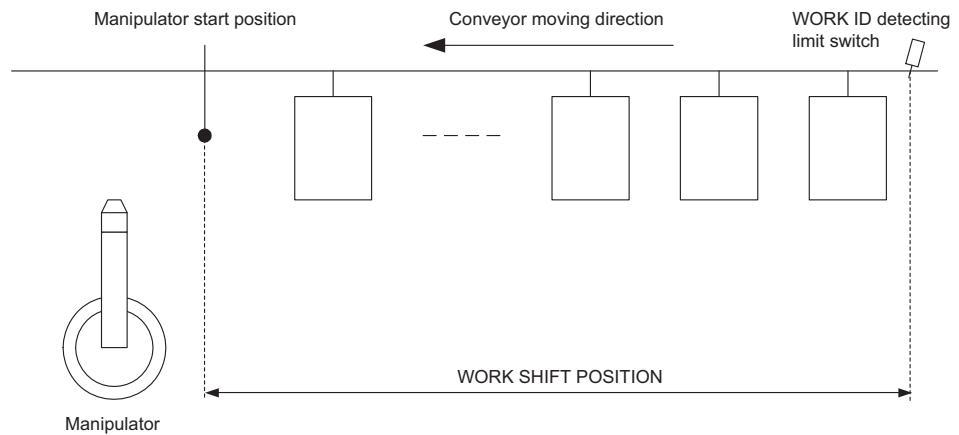 Manipulator start position
Conveyor moving direction
WORK ID detecting
limit switch
WORK SHIFT POSITION
Manipulator